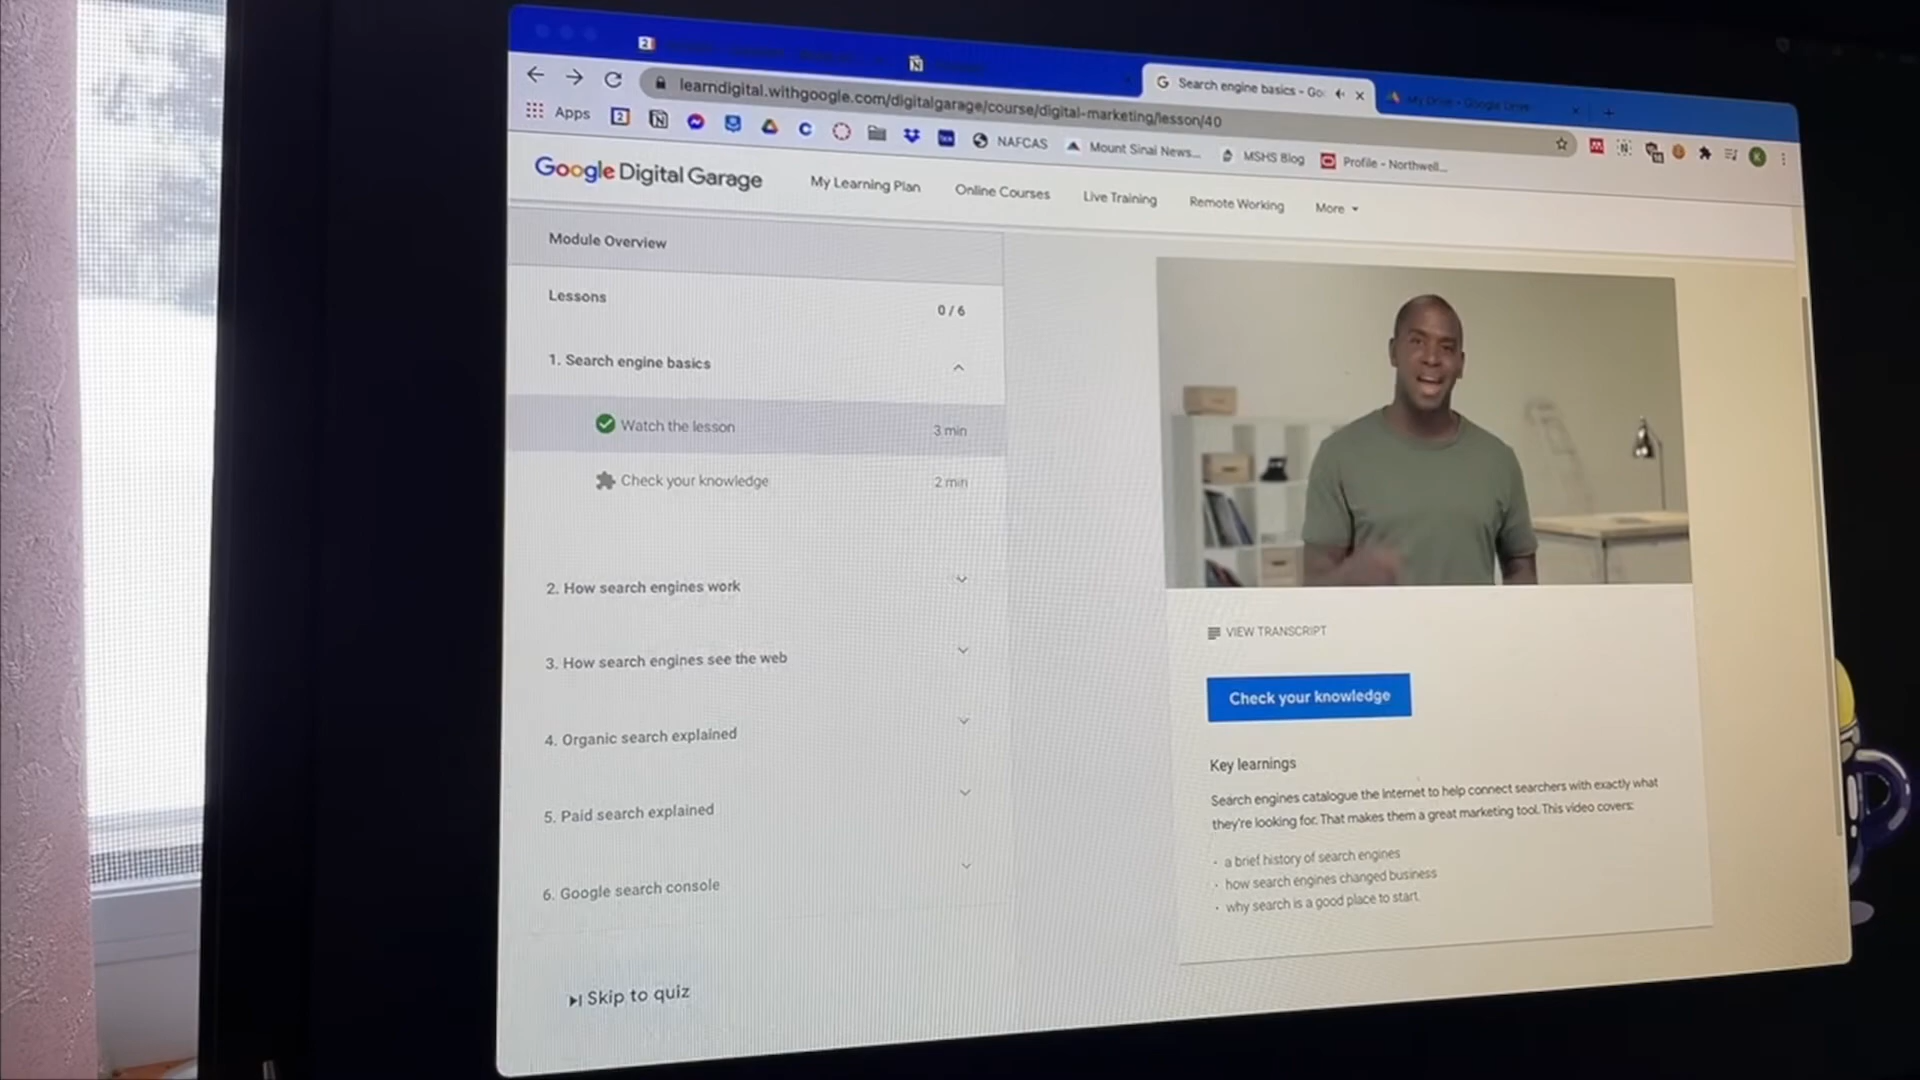 2
Search engine basics - Go
My Drive - Google Drive
learndigital.withgoogle.com/digitalgarage/course/digital-marketing/lesson/40
Apps
2
NAFCAS
Mount Sinai News...
MSHS Blog
Profile - Northwell...
K
Google Digital Garage
My Learning Plan
Online Courses
Live Training
Remote Working
More
Module Overview
Lessons
0 / 6
1. Search engine basics
Watch the lesson
3 min
Check your knowledge
2 min
2. How search engines work
3. How search engines see the web
4. Organic search explained
5. Paid search explained
6. Google search console
Skip to quiz
VIEW TRANSCRIPT
Check your knowledge
Key learnings
Search engines catalogue the Internet to help connect searchers with exactly what
they're looking for. That makes them a great marketing tool. This video covers:
· a brief history of search engines
· how search engines changed business
· why search is a good place to start.